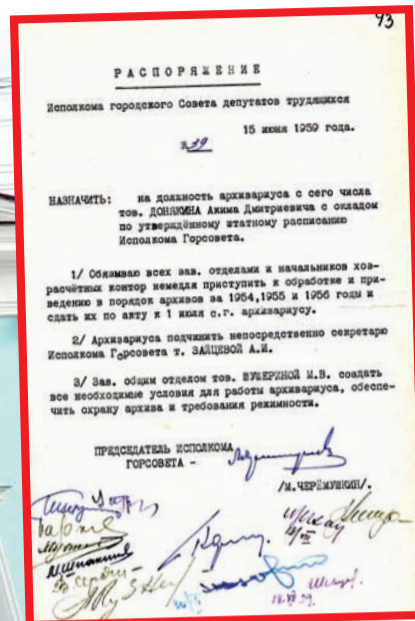 93
РАСПОРЯЖЕНИЕ
Исполкома городского Совета депутатов трудящихся
15 июня 1959 года.
№ 39
НАЗНАЧИТЬ: на должность архивариуса с сего числа
тов. ДОНЯКИНА Акима Дмитриевича с окладом
по утверждённому штатному расписанию
Исполкома Горсовета.
1/ Обязываю всех зав. отделами и начальников хоз-
расчётных контор немедля приступить к обработке и при-
ведению в порядок архивов за 1954,1955 и 1956 годы и
сдать их по акту к 1 июля с.г. архивариусу.
2/ Архивариуса подчинить непосредственно секретарю
Исполкома Горсовета т. ЗАЙЦЕВОЙ А.И.
3/ Зав. общим отделом тов. ШУБЕРИНОЙ М.В. создать
все необходимые условия для работы архивариуса, обеспе-
чить охрану архива и требования режимности.
ПРЕДСЕДАТЕЛЬ ИСПОЛКОМА
ГОРСОВЕТА -
/М.ЧЕРЁМУШКИН/.